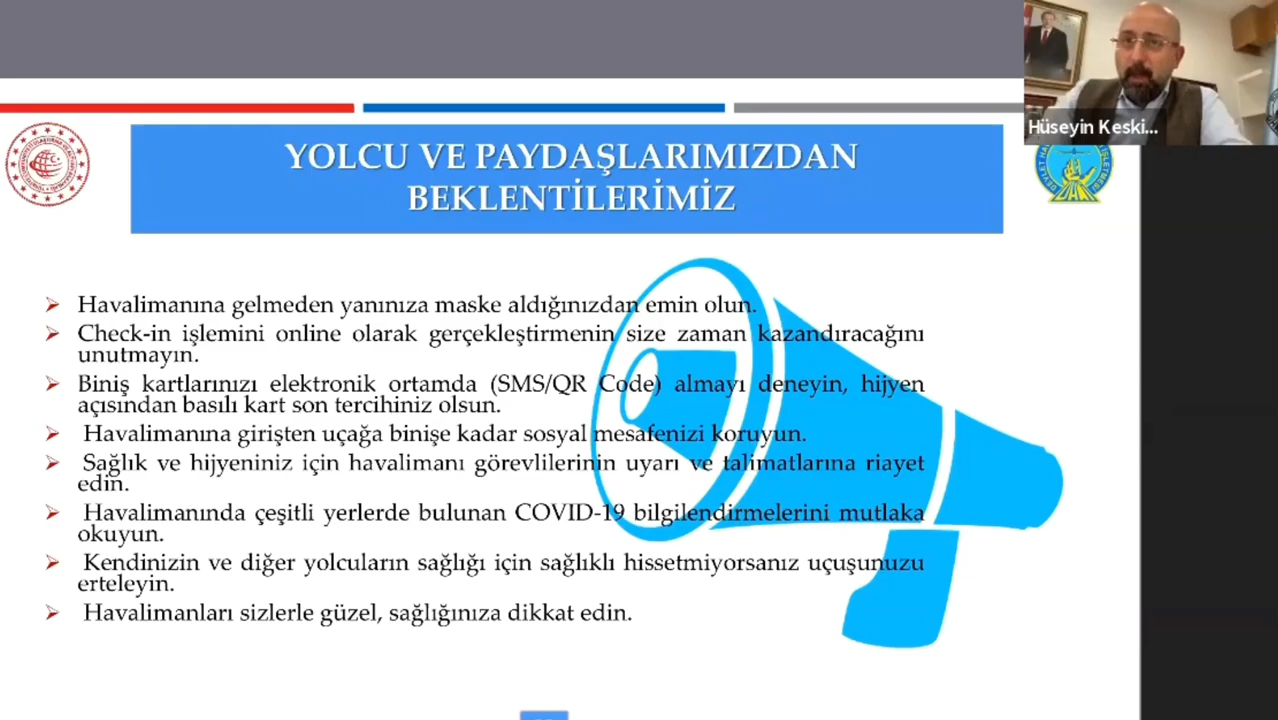 Hüseyin Keski...
YOLCU VE PAYDAŞLARIMIZDAN
BEKLENTİLERİMİZ
Havalimanına gelmeden yanınıza maske aldığınızdan emin olun.
Check-in işlemini online olarak gerçekleştirmenin size zaman kazandıracağını
unutmayın.
Biniş kartlarınızı elektronik ortamda (SMS/QR Code) almayı deneyin, hijyen
açısından basılı kart son tercihiniz olsun.
Havalimanına girişten uçağa binişe kadar sosyal mesafenizi koruyun.
Sağlık ve hijyeniniz için havalimanı görevlilerinin uyarı ve talimatlarına riayet
edin.
Havalimanında çeşitli yerlerde bulunan COVID-19 bilgilendirmelerini mutlaka
okuyun.
Kendinizin ve diğer yolcuların sağlığı için sağlıklı hissetmiyorsanız uçuşunuzu
erteleyin.
Havalimanları sizlerle güzel, sağlığınıza dikkat edin.